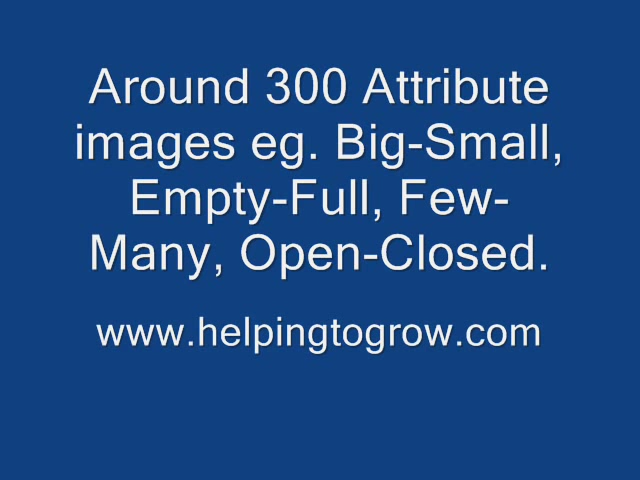 Around 300 Attribute
images eg. Big-Small,
Empty-Full, Few-
Many, Open-Closed.
www.helpingtogrow.com